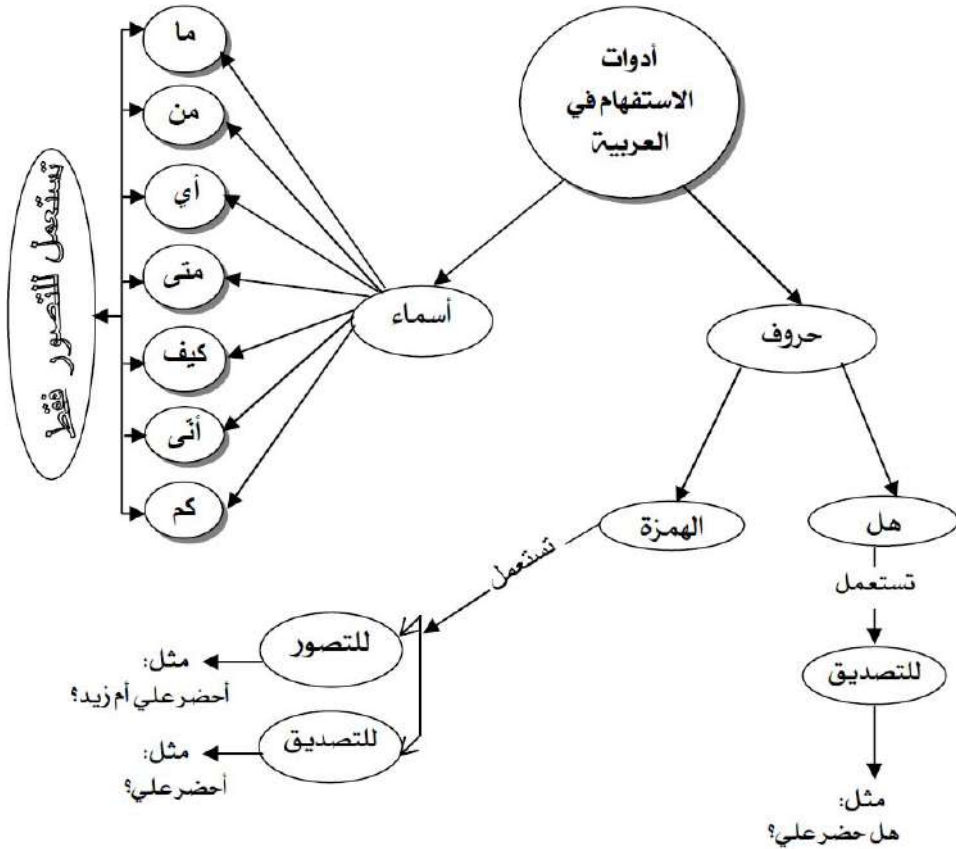 أدوات
الاستفهام في
العربية
حروف
هل
تستعمل
للتصديق
مثل:
هل حضر علي؟
الهمزة
تستعمل
للتصور
مثل:
أحضر علي أم زيد؟
للتصديق
مثل:
أحضر علي؟
أسماء
ما
من
أي
متى
كيف
أنّى
كم
تستعمل للتصور فقط